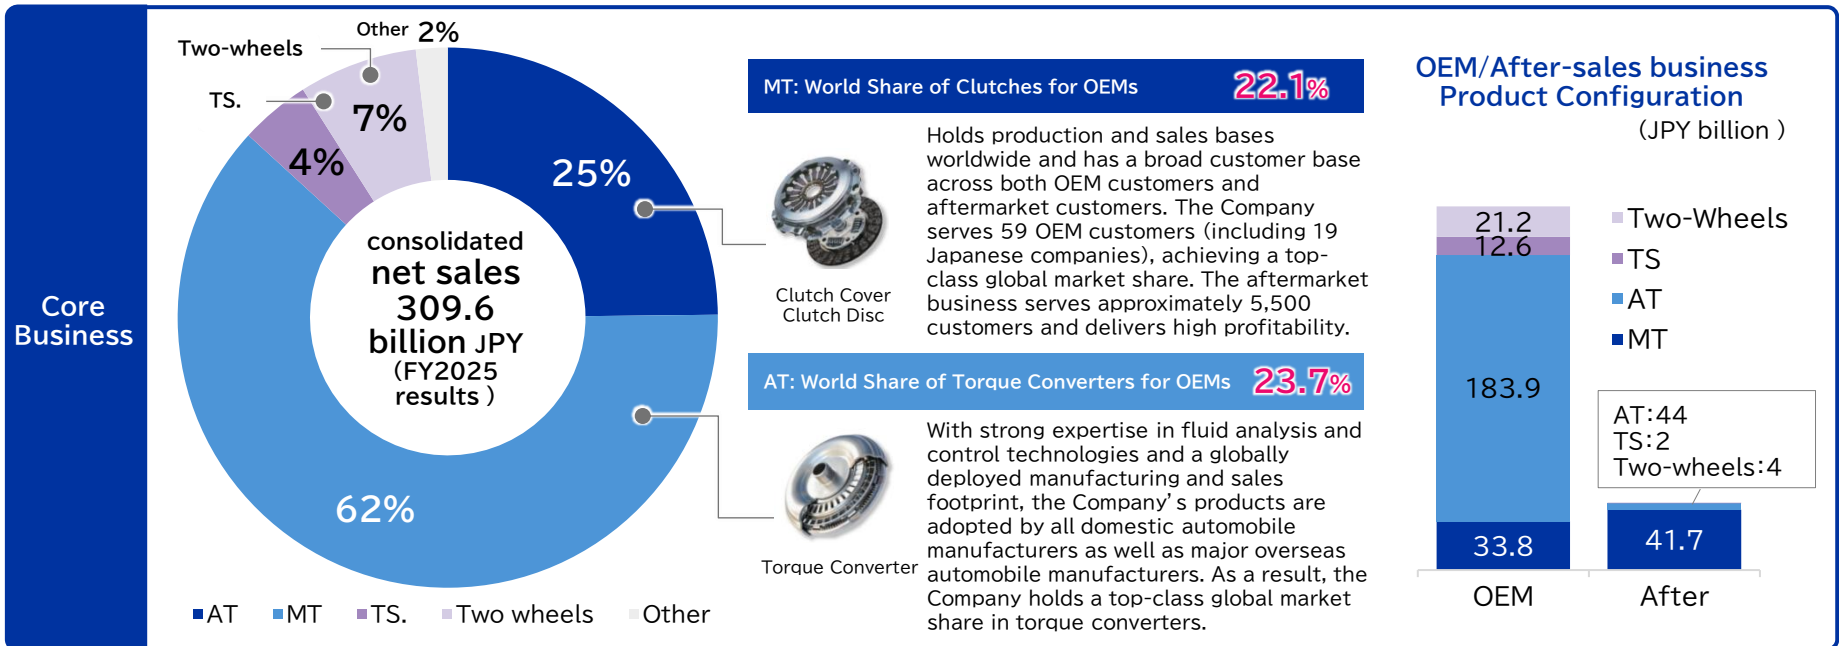 Core
Business
Other 2%
Two-wheels
TS.
7%
4%
25%
62%
consolidated
net sales
309.6
billion JPY
(FY2025
results )
■AT ■MT ■TS. ■Two wheels ■Other
MT: World Share of Clutches for OEMs 22.1%
Clutch Cover
Clutch Disc
Holds production and sales bases
worldwide and has a broad customer base
across both OEM customers and
aftermarket customers. The Company
serves 59 OEM customers (including 19
Japanese companies), achieving a top-
class global market share. The aftermarket
business serves approximately 5,500
customers and delivers high profitability.
AT: World Share of Torque Converters for OEMs 23.7%
Torque Converter
With strong expertise in fluid analysis and
control technologies and a globally
deployed manufacturing and sales
footprint, the Company’s products are
adopted by all domestic automobile
manufacturers as well as major overseas
automobile manufacturers. As a result, the
Company holds a top-class global market
share in torque converters.
OEM/After-sales business
Product Configuration
(JPY billion )
21.2
12.6
183.9
33.8
OEM
41.7
After
■Two-Wheels
■TS
■AT
■MT
AT:44
TS:2
Two-wheels:4